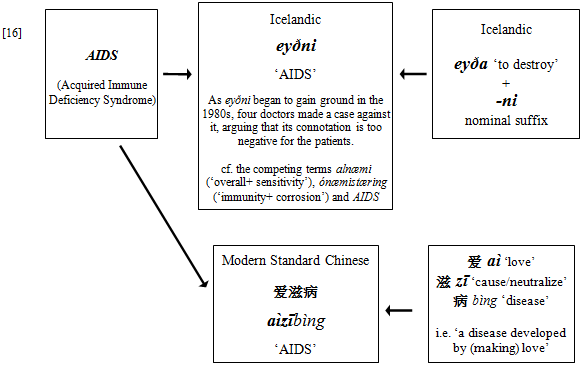 [16]
AIDS
(Acquired Immune
Deficiency Syndrome)
Icelandic
eyðni
‘AIDS’
As eyðni began to gain ground in the
1980s, four doctors made a case against
it, arguing that its connotation is too
negative for the patients.
cf. the competing terms alnæmi
(‘overall+ sensitivity’), ónæmistæring
(‘immunity+ corrosion’) and AIDS
Icelandic
eyða ‘to destroy’
+
-ni
nominal suffix
Modern Standard Chinese
爱滋病
aìzībìng
‘AIDS’
爱 aì ‘love’
滋 zī ‘cause/neutralize’
病 bìng ‘disease’
i.e. ‘a disease developed
by (making) love’